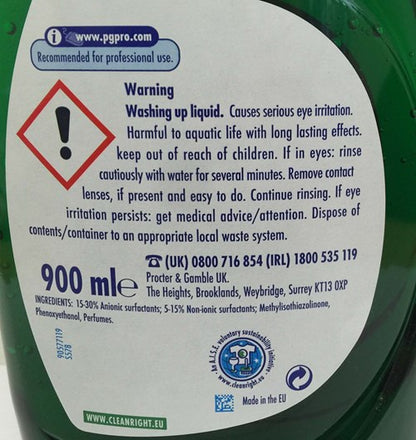 i www.pgpro.com
Recommended for professional use.
Warning
Washing up liquid. Causes serious eye irritation.
Harmful to aquatic life with long lasting effects.
keep out of reach of children. If in eyes: rinse
cautiously with water for several minutes. Remove contact
lenses, if present and easy to do. Continue rinsing. If eye
irritation persists: get medical advice/attention. Dispose of
contents/container to an appropriate local waste system.
☎(UK) 0800 716 854 (IRL) 1800 535 119
900 ml℮
Procter & Gamble UK.
The Heights, Brooklands, Weybridge, Surrey KT13 0XP
INGREDIENTS: 15-30% Anionic surfactants; 5-15% Non-ionic surfactants; Methylisothiazolinone,
Phenoxyethanol, Perfumes.
5578
An A.I.S.E. voluntary sustainability initiative
www.cleanright.eu
Made in the EU
WWW.CLEANRIGHT.EU